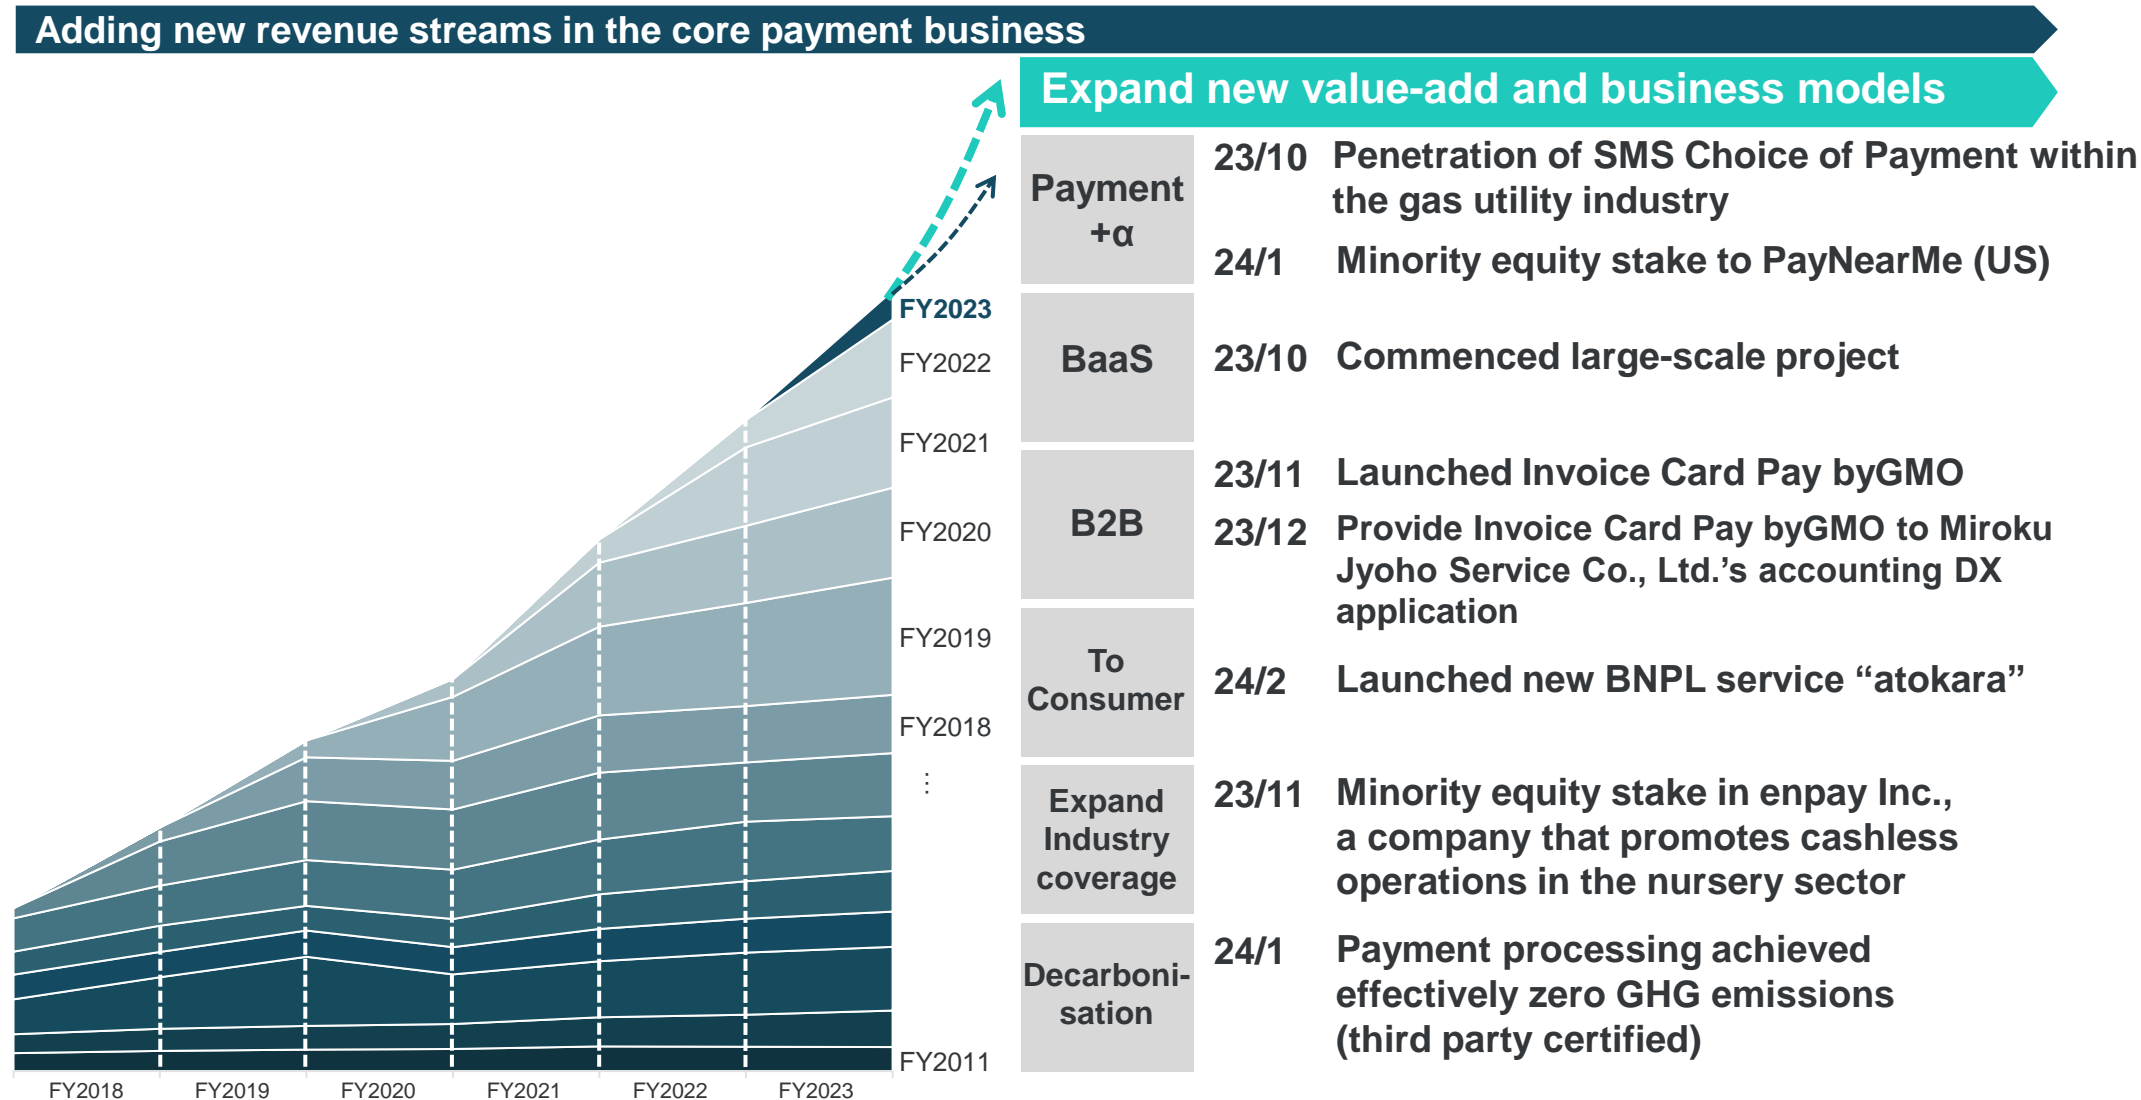 Adding new revenue streams in the core payment business
Expand new value-add and business models
Payment
+α
23/10 Penetration of SMS Choice of Payment within
the gas utility industry
24/1 Minority equity stake to PayNearMe (US)
BaaS
23/10 Commenced large-scale project
B2B
23/11 Launched Invoice Card Pay byGMO
23/12 Provide Invoice Card Pay byGMO to Miroku
Jyoho Service Co., Ltd.’s accounting DX
application
To
Consumer
24/2 Launched new BNPL service “atokara”
Expand
Industry
coverage
23/11 Minority equity stake in enpay Inc.,
a company that promotes cashless
operations in the nursery sector
Decarboni-
sation
24/1 Payment processing achieved
effectively zero GHG emissions
(third party certified)
FY2023
FY2022
FY2021
FY2020
FY2019
FY2018
⋮
FY2011
FY2018 FY2019 FY2020 FY2021 FY2022 FY2023